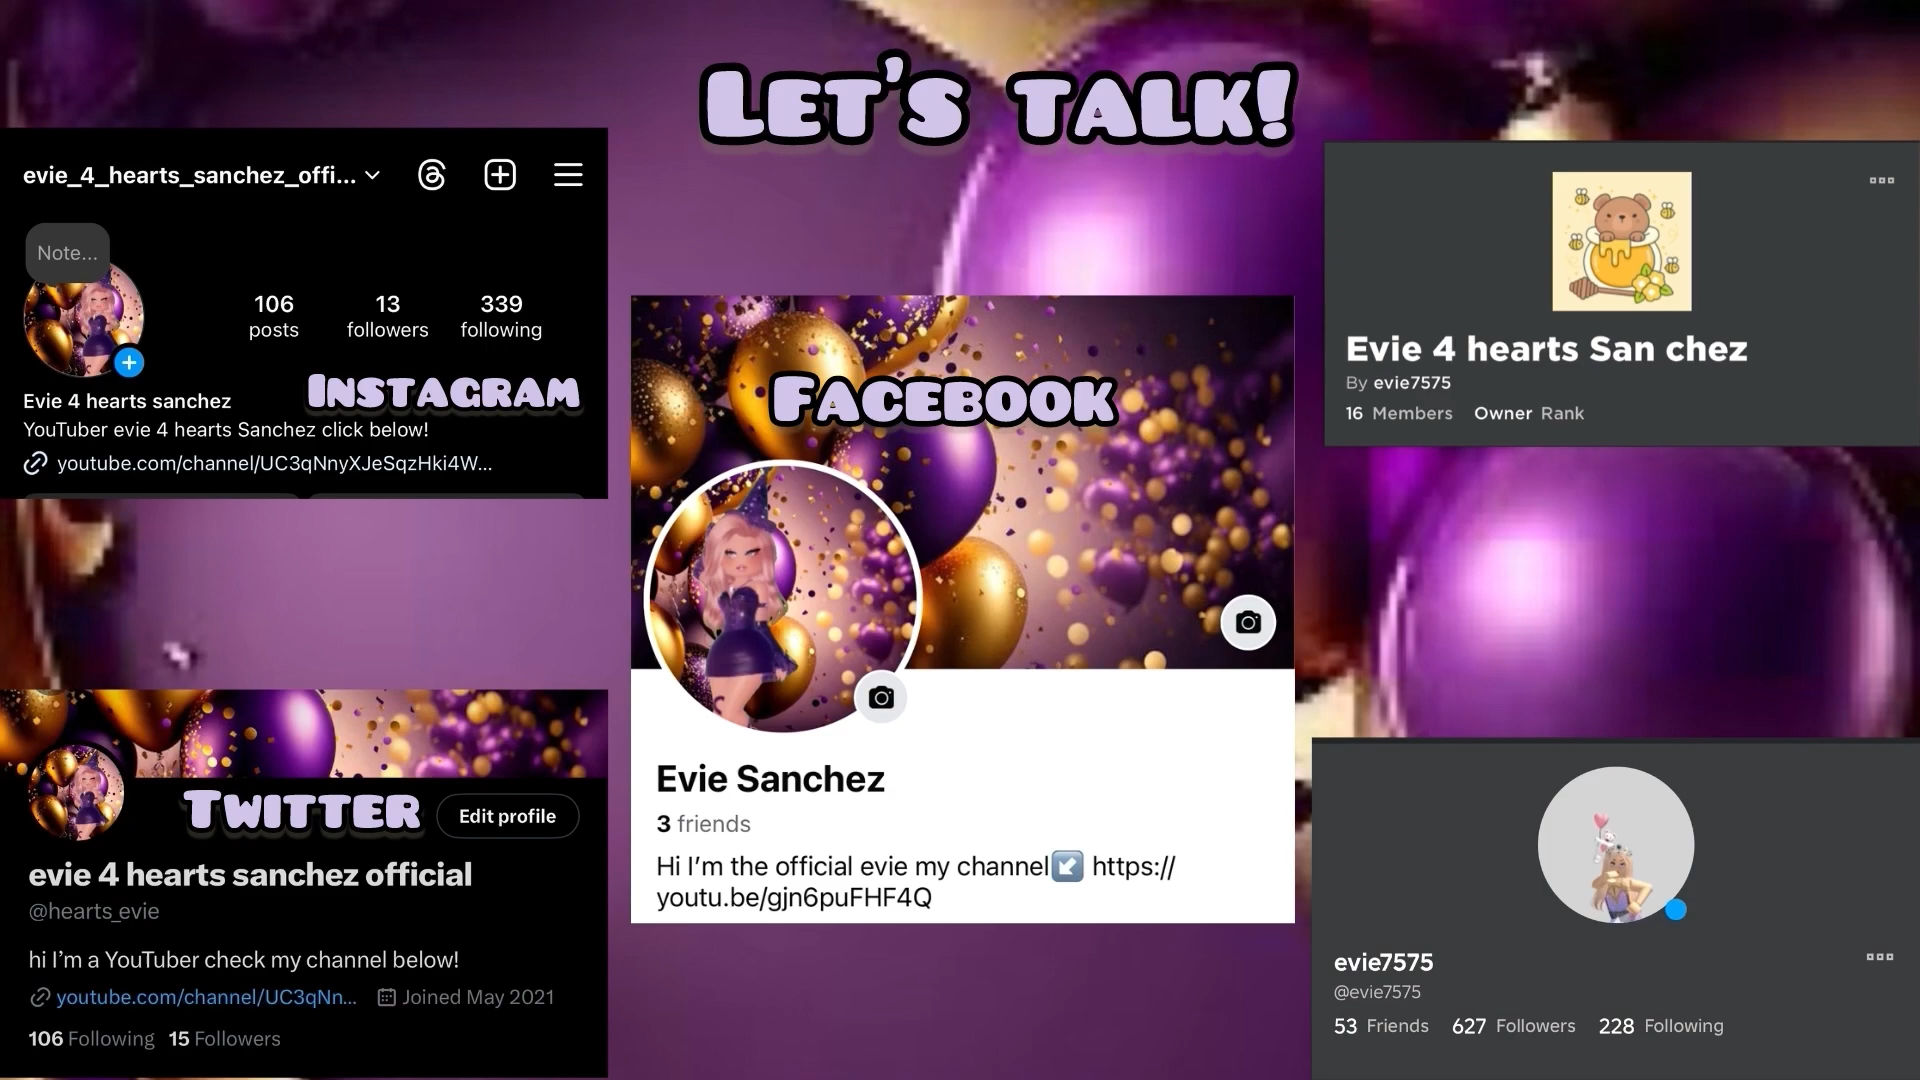 LET'S TALK!
evie_4_hearts_sanchez_offi...
Note...
106 13 339
posts followers following
INSTAGRAM
Evie 4 hearts sanchez
YouTuber evie 4 hearts Sanchez click below!
youtube.com/channel/UC3qNnyXJeSqzHki4W...
TWITTER
Edit profile
evie 4 hearts sanchez official
@hearts_evie
hi I'm a YouTuber check my channel below!
youtube.com/channel/UC3qNn... Joined May 2021
106 Following 15 Followers
FACEBOOK
Evie Sanchez
3 friends
Hi I'm the official evie my channel↙️ https://
youtu.be/gjn6puFHF4Q
Evie 4 hearts San chez
By evie7575
16 Members Owner Rank
evie7575
@evie7575
53 Friends 627 Followers 228 Following